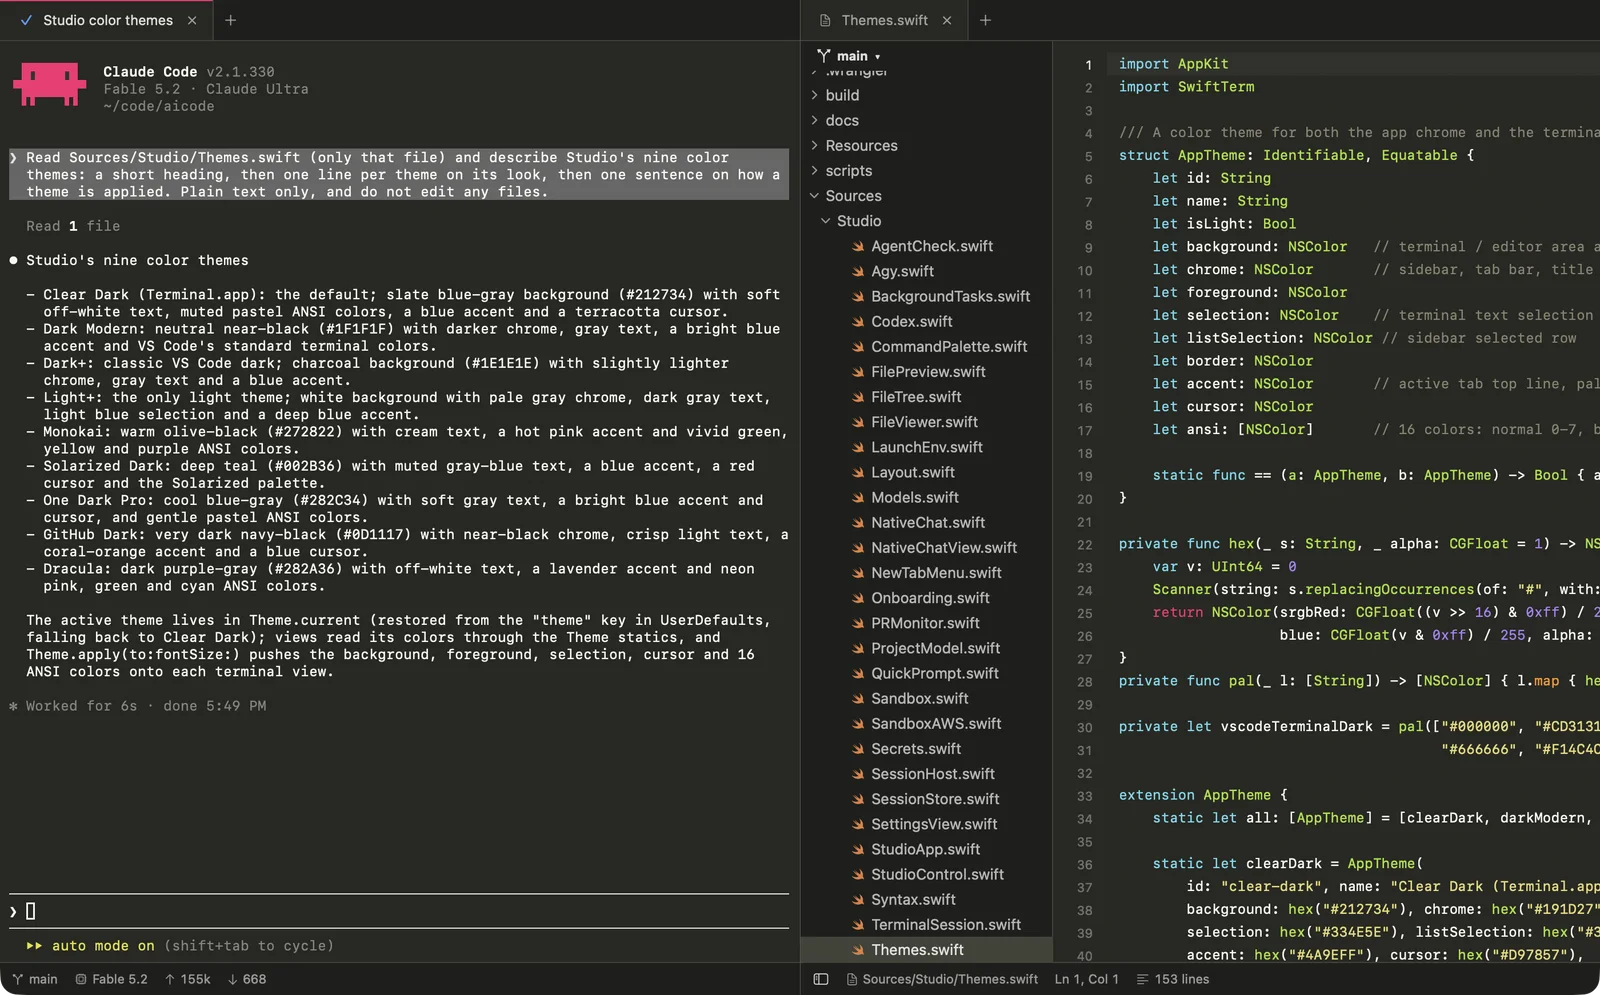 Studio color themes
Claude Code v2.1.330
Fable 5.2 · Claude Ultra
~/code/aicode
❯ Read Sources/Studio/Themes.swift (only that file) and describe Studio's nine color
themes: a short heading, then one line per theme on its look, then one sentence on how a
theme is applied. Plain text only, and do not edit any files.
Read 1 file
● Studio's nine color themes
– Clear Dark (Terminal.app): the default; slate blue-gray background (#212734) with soft
off-white text, muted pastel ANSI colors, a blue accent and a terracotta cursor.
– Dark Modern: neutral near-black (#1F1F1F) with darker chrome, gray text, a bright blue
accent and VS Code's standard terminal colors.
– Dark+: classic VS Code dark; charcoal background (#1E1E1E) with slightly lighter
chrome, gray text and a blue accent.
– Light+: the only light theme; white background with pale gray chrome, dark gray text,
light blue selection and a deep blue accent.
– Monokai: warm olive-black (#272822) with cream text, a hot pink accent and vivid green,
yellow and purple ANSI colors.
– Solarized Dark: deep teal (#002B36) with muted gray-blue text, a blue accent, a red
cursor and the Solarized palette.
– One Dark Pro: cool blue-gray (#282C34) with soft gray text, a bright blue accent and
cursor, and gentle pastel ANSI colors.
– GitHub Dark: very dark navy-black (#0D1117) with near-black chrome, crisp light text, a
coral-orange accent and a blue cursor.
– Dracula: dark purple-gray (#282A36) with off-white text, a lavender accent and neon
pink, green and cyan ANSI colors.
The active theme lives in Theme.current (restored from the "theme" key in UserDefaults,
falling back to Clear Dark); views read its colors through the Theme statics, and
Theme.apply(to:fontSize:) pushes the background, foreground, selection, cursor and 16
ANSI colors onto each terminal view.
✻ Worked for 6s · done 5:49 PM
❯
auto mode on (shift+tab to cycle)
main Fable 5.2 ↑ 155k ↓ 668
Themes.swift
main
.wrangler
build
docs
Resources
scripts
Sources
Studio
AgentCheck.swift
Agy.swift
BackgroundTasks.swift
Codex.swift
CommandPalette.swift
FilePreview.swift
FileTree.swift
FileViewer.swift
LaunchEnv.swift
Layout.swift
Models.swift
NativeChat.swift
NativeChatView.swift
NewTabMenu.swift
Onboarding.swift
PRMonitor.swift
ProjectModel.swift
QuickPrompt.swift
Sandbox.swift
SandboxAWS.swift
Secrets.swift
SessionHost.swift
SessionStore.swift
SettingsView.swift
StudioApp.swift
StudioControl.swift
Syntax.swift
TerminalSession.swift
Themes.swift
1 import AppKit
2 import SwiftTerm
3
4 /// A color theme for both the app chrome and the termina
5 struct AppTheme: Identifiable, Equatable {
6 let id: String
7 let name: String
8 let isLight: Bool
9 let background: NSColor // terminal / editor area a
10 let chrome: NSColor // sidebar, tab bar, title
11 let foreground: NSColor
12 let selection: NSColor // terminal text selection
13 let listSelection: NSColor // sidebar selected row
14 let border: NSColor
15 let accent: NSColor // active tab top line, pal
16 let cursor: NSColor
17 let ansi: [NSColor] // 16 colors: normal 0-7, b
18
19 static func == (a: AppTheme, b: AppTheme) -> Bool { a
20 }
21
22 private func hex(_ s: String, _ alpha: CGFloat = 1) -> NS
23 var v: UInt64 = 0
24 Scanner(string: s.replacingOccurrences(of: "#", with:
25 return NSColor(srgbRed: CGFloat((v >> 16) & 0xff) / 2
26 blue: CGFloat(v & 0xff) / 255, alpha:
27 }
28 private func pal(_ l: [String]) -> [NSColor] { l.map { he
29
30 private let vscodeTerminalDark = pal(["#000000", "#CD3131
31 "#666666", "#F14C4C
32
33 extension AppTheme {
34 static let all: [AppTheme] = [clearDark, darkModern,
35
36 static let clearDark = AppTheme(
37 id: "clear-dark", name: "Clear Dark (Terminal.app
38 background: hex("#212734"), chrome: hex("#191D27"
39 selection: hex("#334E5E"), listSelection: hex("#3
40 accent: hex("#4A9EFF"), cursor: hex("#D97857"),
Sources/Studio/Themes.swift Ln 1, Col 1 153 lines